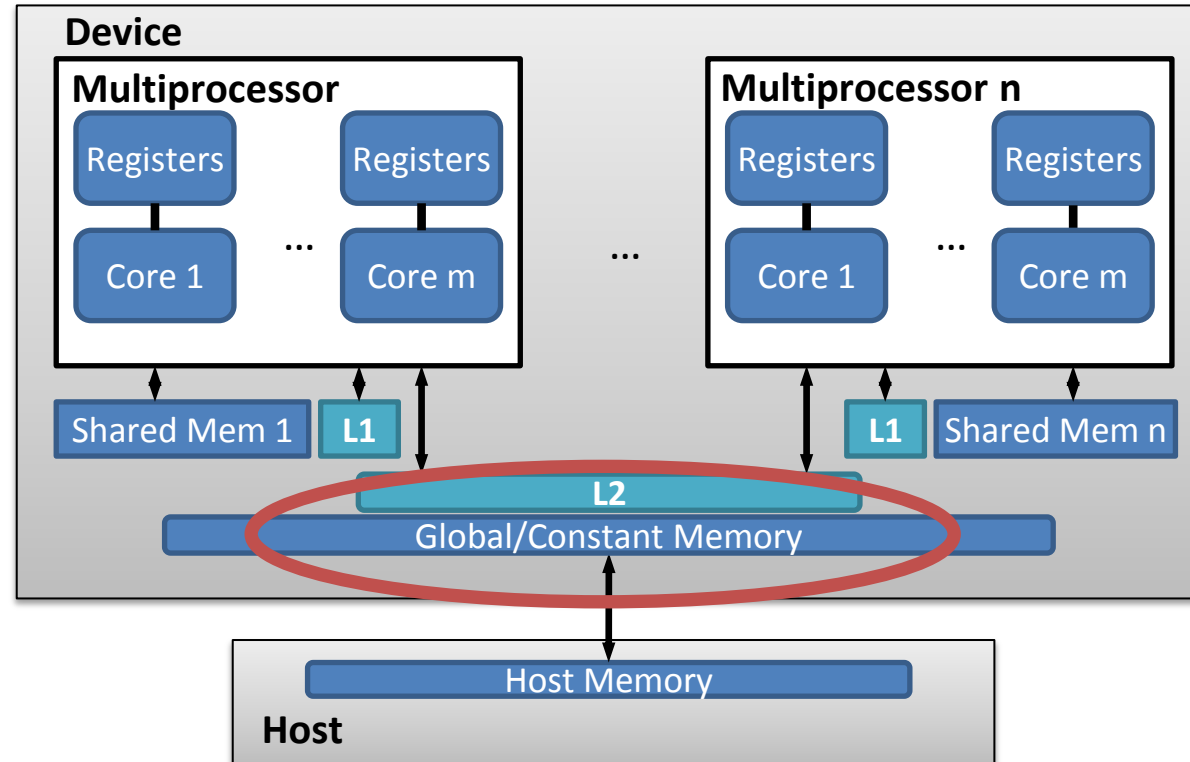 Device
Multiprocessor
Multiprocessor n
Registers
Registers
Registers
Registers
...
...
...
Core 1
Core m
Core 1
Core m
Shared Mem 1
L1
L1
Shared Mem n
L2
Global/Constant Memory
Host Memory
Host